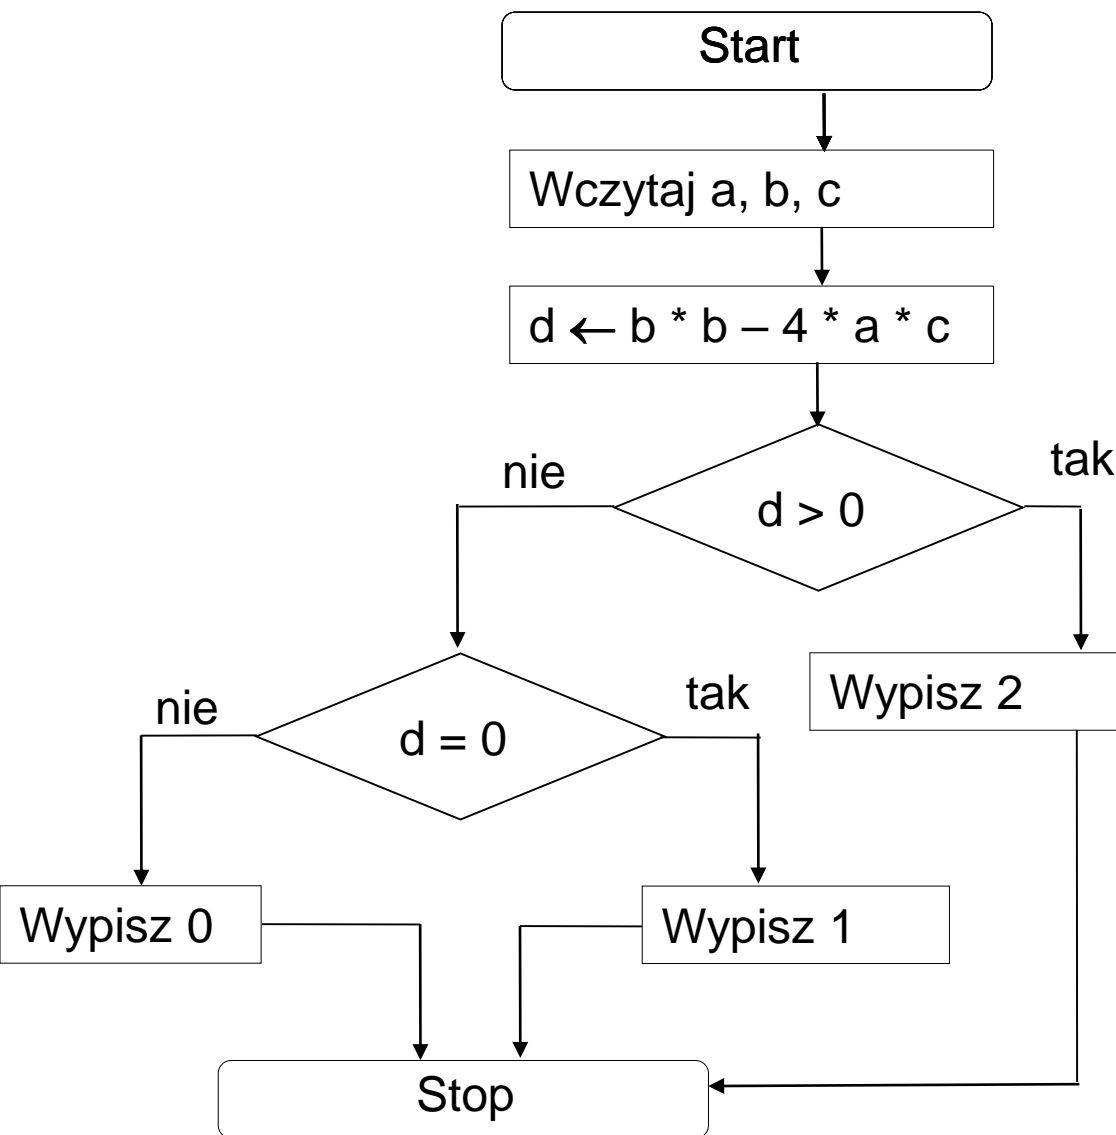 Start
Wczytaj a, b, c
d ← b * b – 4 * a * c
nie
tak
d > 0
nie
tak
d = 0
Wypisz 2
Wypisz 0
Wypisz 1
Stop